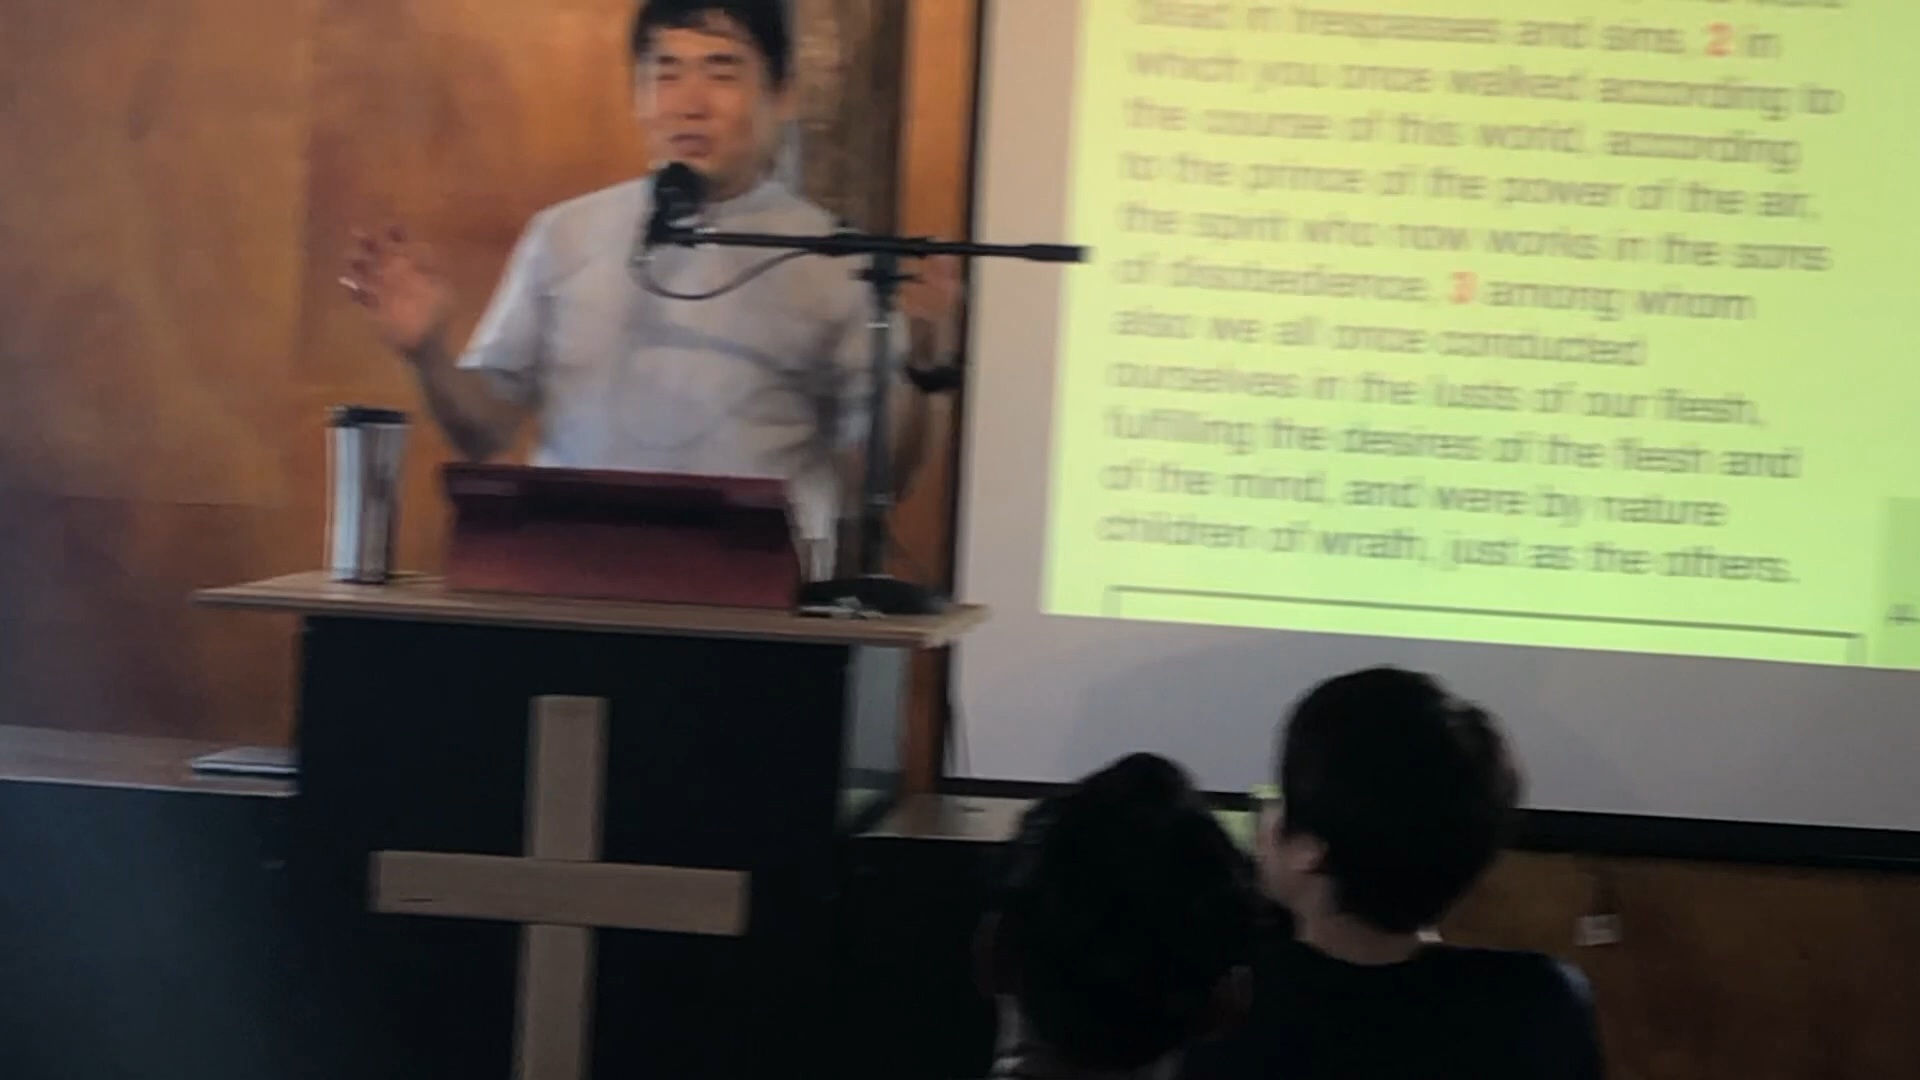 dead in trespasses and sins, 2 in
which you once walked according to
the course of this world, according
to the prince of the power of the air,
the spirit who now works in the sons
of disobedience, 3 among whom
also we all once conducted
ourselves in the lusts of our flesh,
fulfilling the desires of the flesh and
of the mind, and were by nature
children of wrath, just as the others.